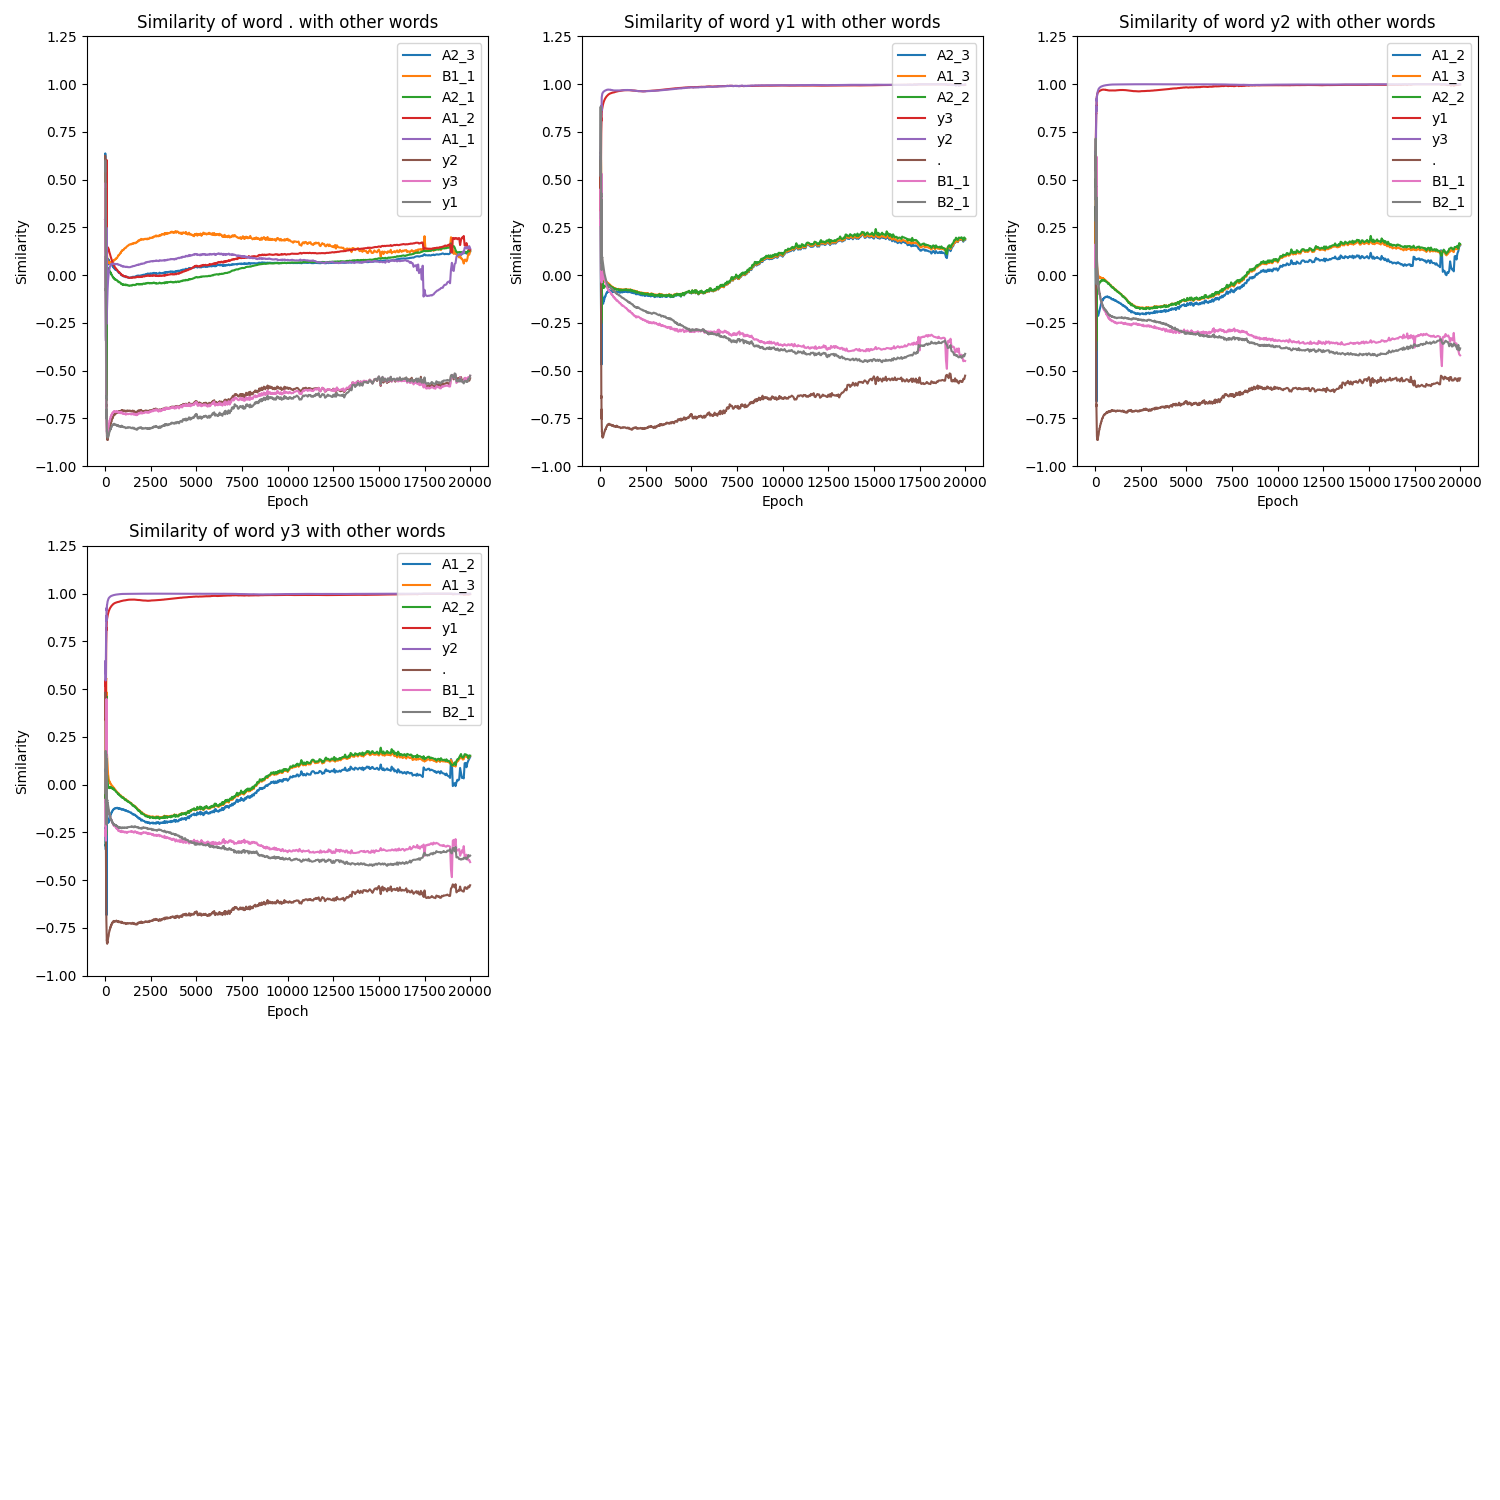 Similarity of word . with other words
1.25
1.00
0.75
0.50
0.25
0.00
−0.25
−0.50
−0.75
−1.00
Similarity
0 2500 5000 7500 10000 12500 15000 17500 20000
Epoch
A2_3
B1_1
A2_1
A1_2
A1_1
y2
y3
y1
Similarity of word y1 with other words
1.25
1.00
0.75
0.50
0.25
0.00
−0.25
−0.50
−0.75
−1.00
Similarity
0 2500 5000 7500 10000 12500 15000 17500 20000
Epoch
A2_3
A1_3
A2_2
y3
y2
.
B1_1
B2_1
Similarity of word y2 with other words
1.25
1.00
0.75
0.50
0.25
0.00
−0.25
−0.50
−0.75
−1.00
Similarity
0 2500 5000 7500 10000 12500 15000 17500 20000
Epoch
A1_2
A1_3
A2_2
y1
y3
.
B1_1
B2_1
Similarity of word y3 with other words
1.25
1.00
0.75
0.50
0.25
0.00
−0.25
−0.50
−0.75
−1.00
Similarity
0 2500 5000 7500 10000 12500 15000 17500 20000
Epoch
A1_2
A1_3
A2_2
y1
y2
.
B1_1
B2_1